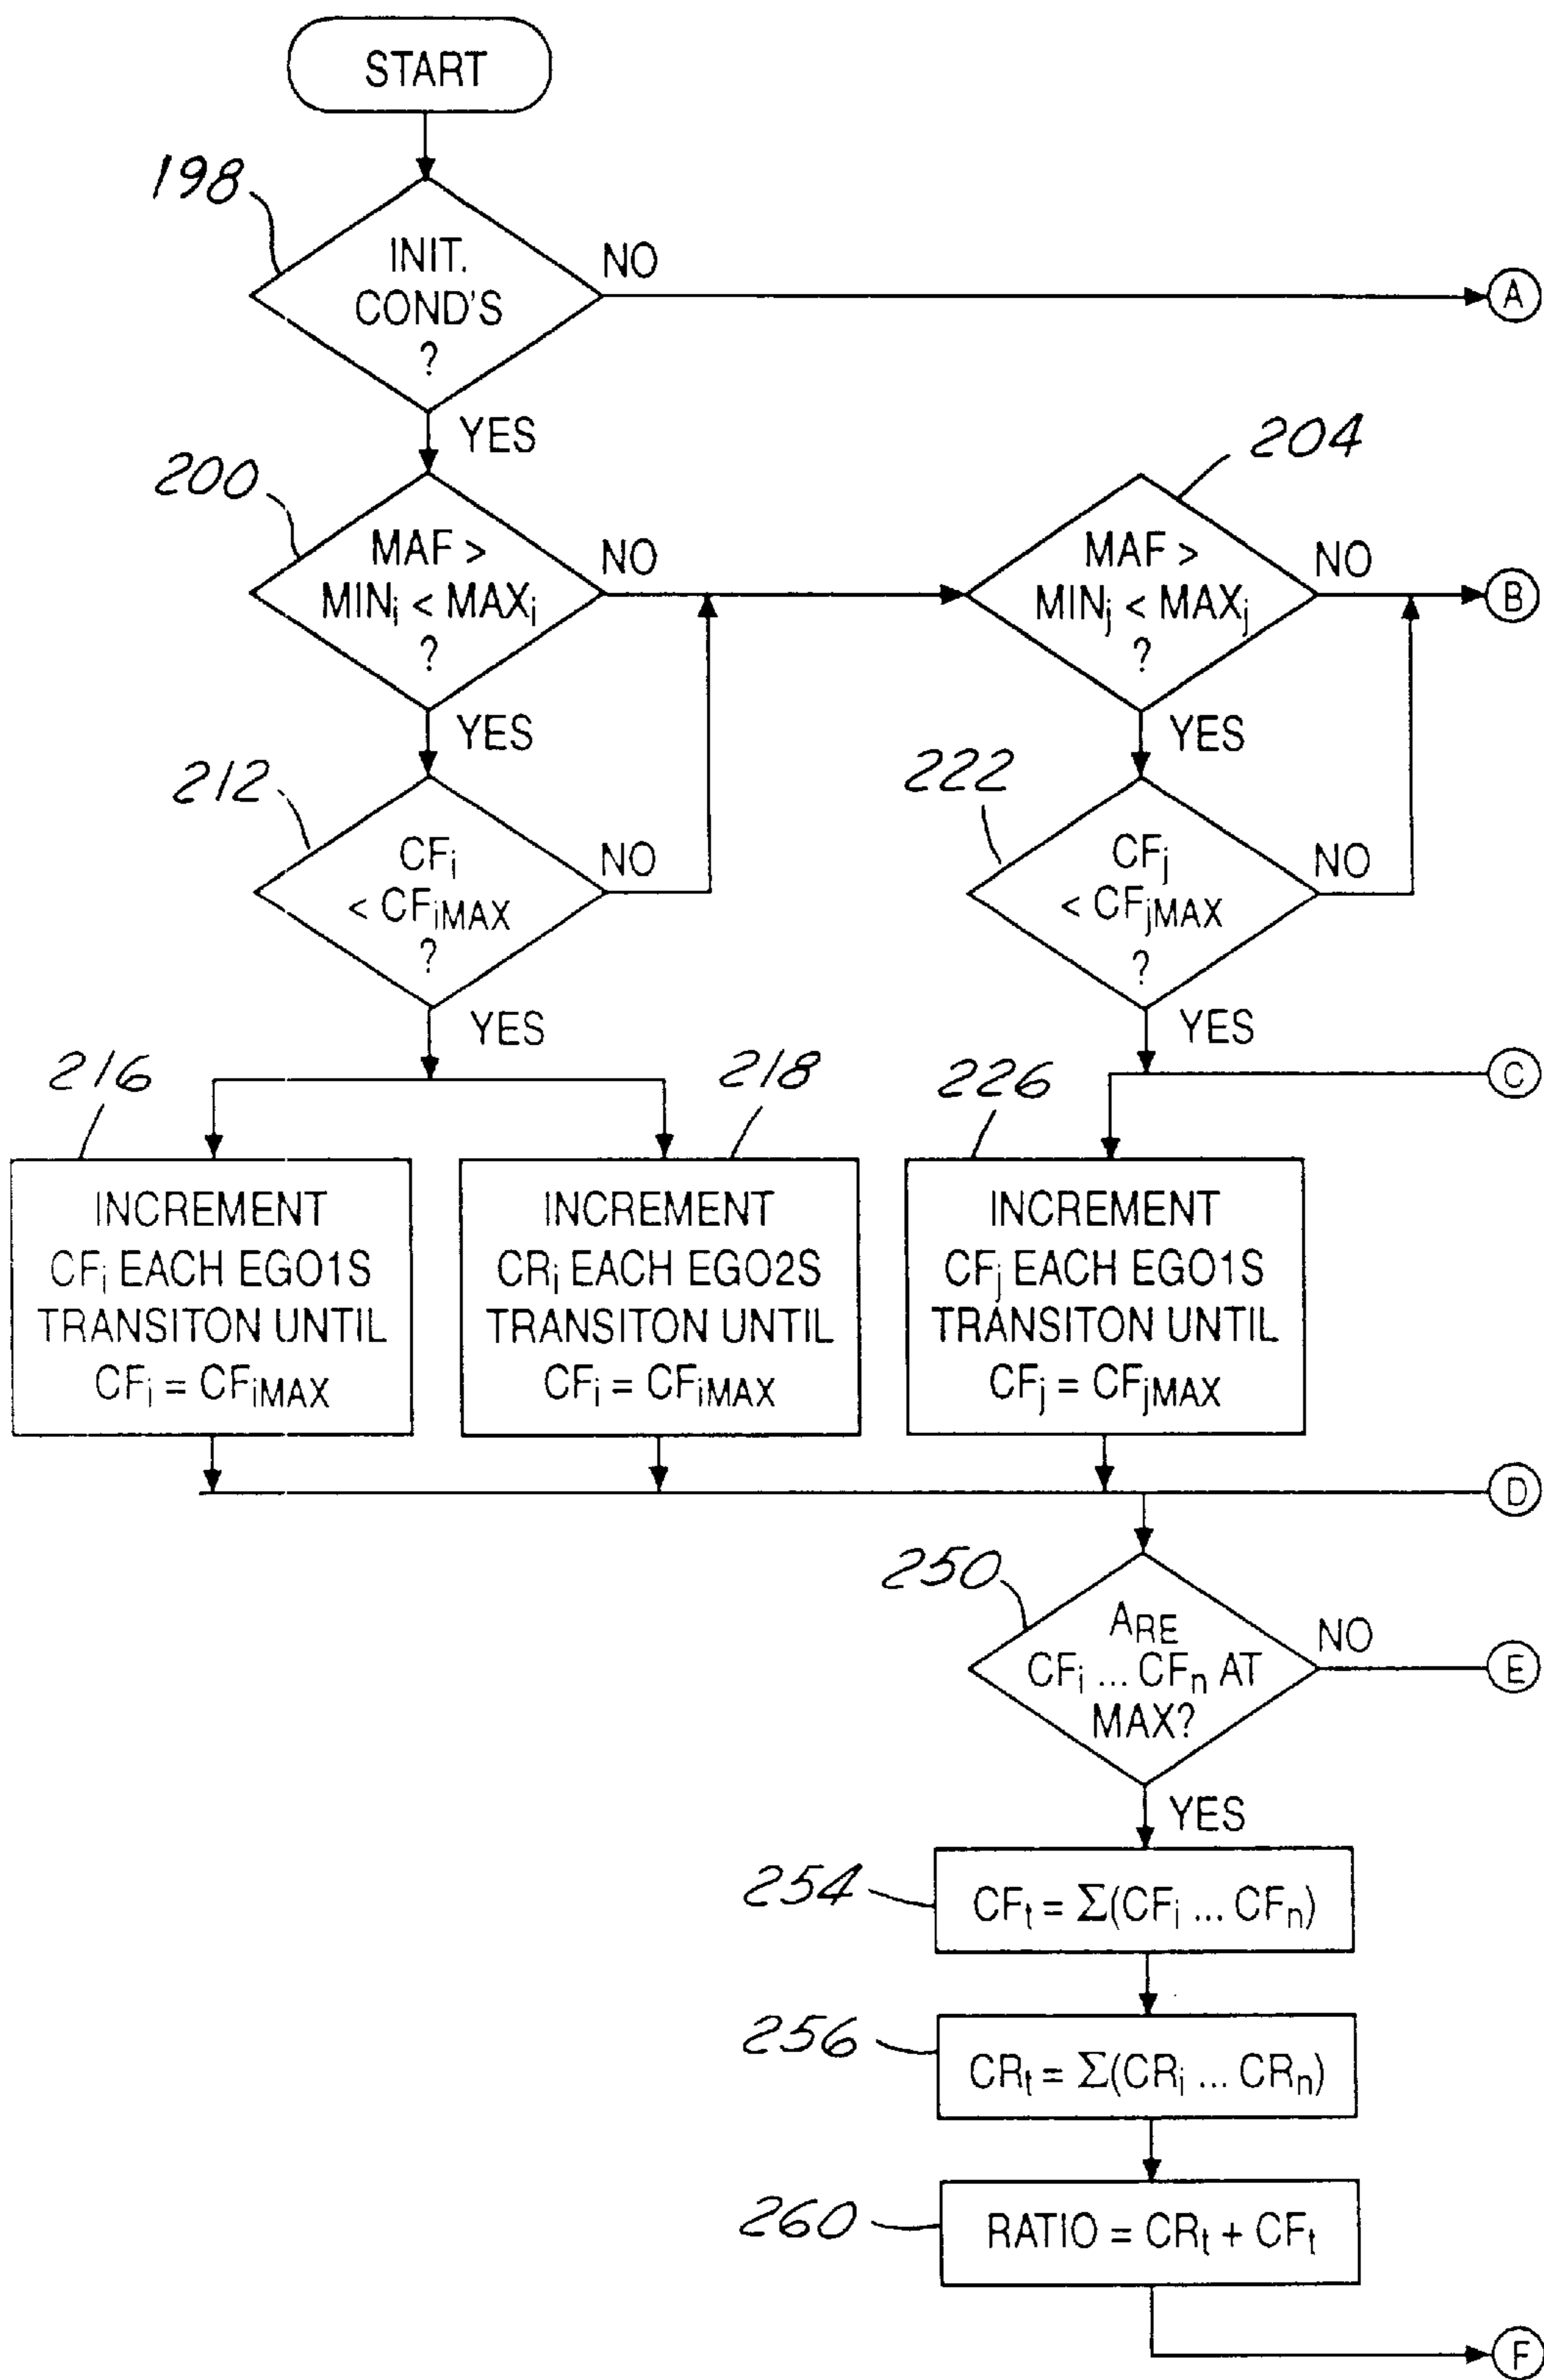 START
198
INIT.
COND'S
?
NO
A
YES
200
MAF >
MINi < MAXi
?
NO
204
MAF >
MINj < MAXj
?
NO
B
YES
YES
212
CFi
< CFiMAX
?
NO
222
CFj
< CFjMAX
?
NO
YES
YES
C
216
INCREMENT
CFi EACH EGO1S
TRANSITON UNTIL
CFi = CFiMAX
218
INCREMENT
CRi EACH EGO2S
TRANSITON UNTIL
CFi = CFiMAX
226
INCREMENT
CFj EACH EGO1S
TRANSITON UNTIL
CFj = CFjMAX
D
250
ARE
CFi ... CFn AT
MAX?
NO
E
YES
254
CFt = Σ(CFi ... CFn)
256
CRt = Σ(CRi ... CRn)
260
RATIO = CRt + CFt
F